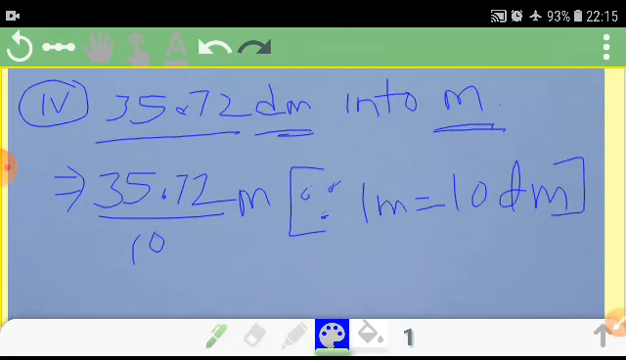 93% 22:15
A
IV 35.72 dm into m.
⇒ 35.72/10 m [∵ 1m = 10 dm]
1